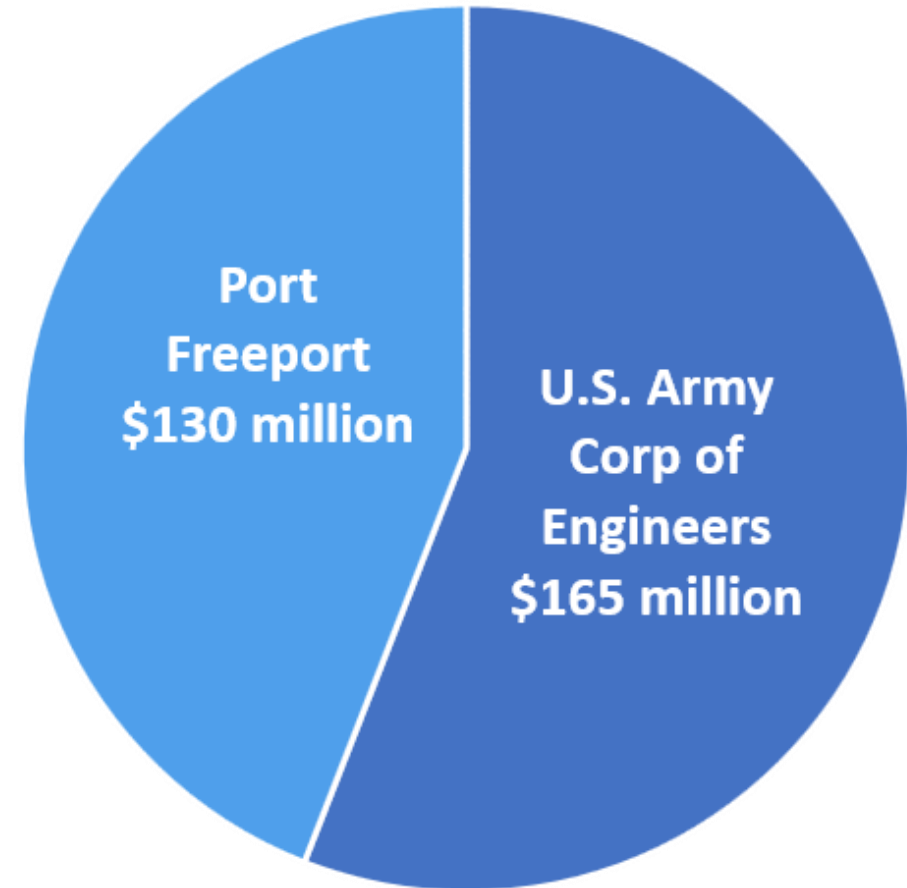 Port
Freeport
$130 million
U.S. Army
Corp of
Engineers
$165 million